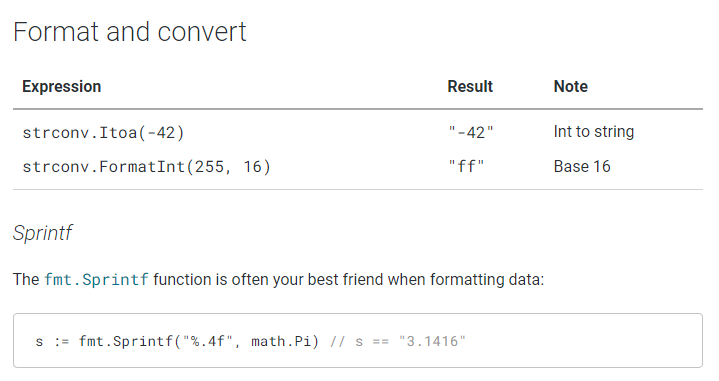 Format and convert
Expression Result Note
strconv.Itoa(-42) "-42" Int to string
strconv.FormatInt(255, 16) "ff" Base 16
Sprintf
The fmt.Sprintf function is often your best friend when formatting data:
s := fmt.Sprintf("%.4f", math.Pi) // s == "3.1416"